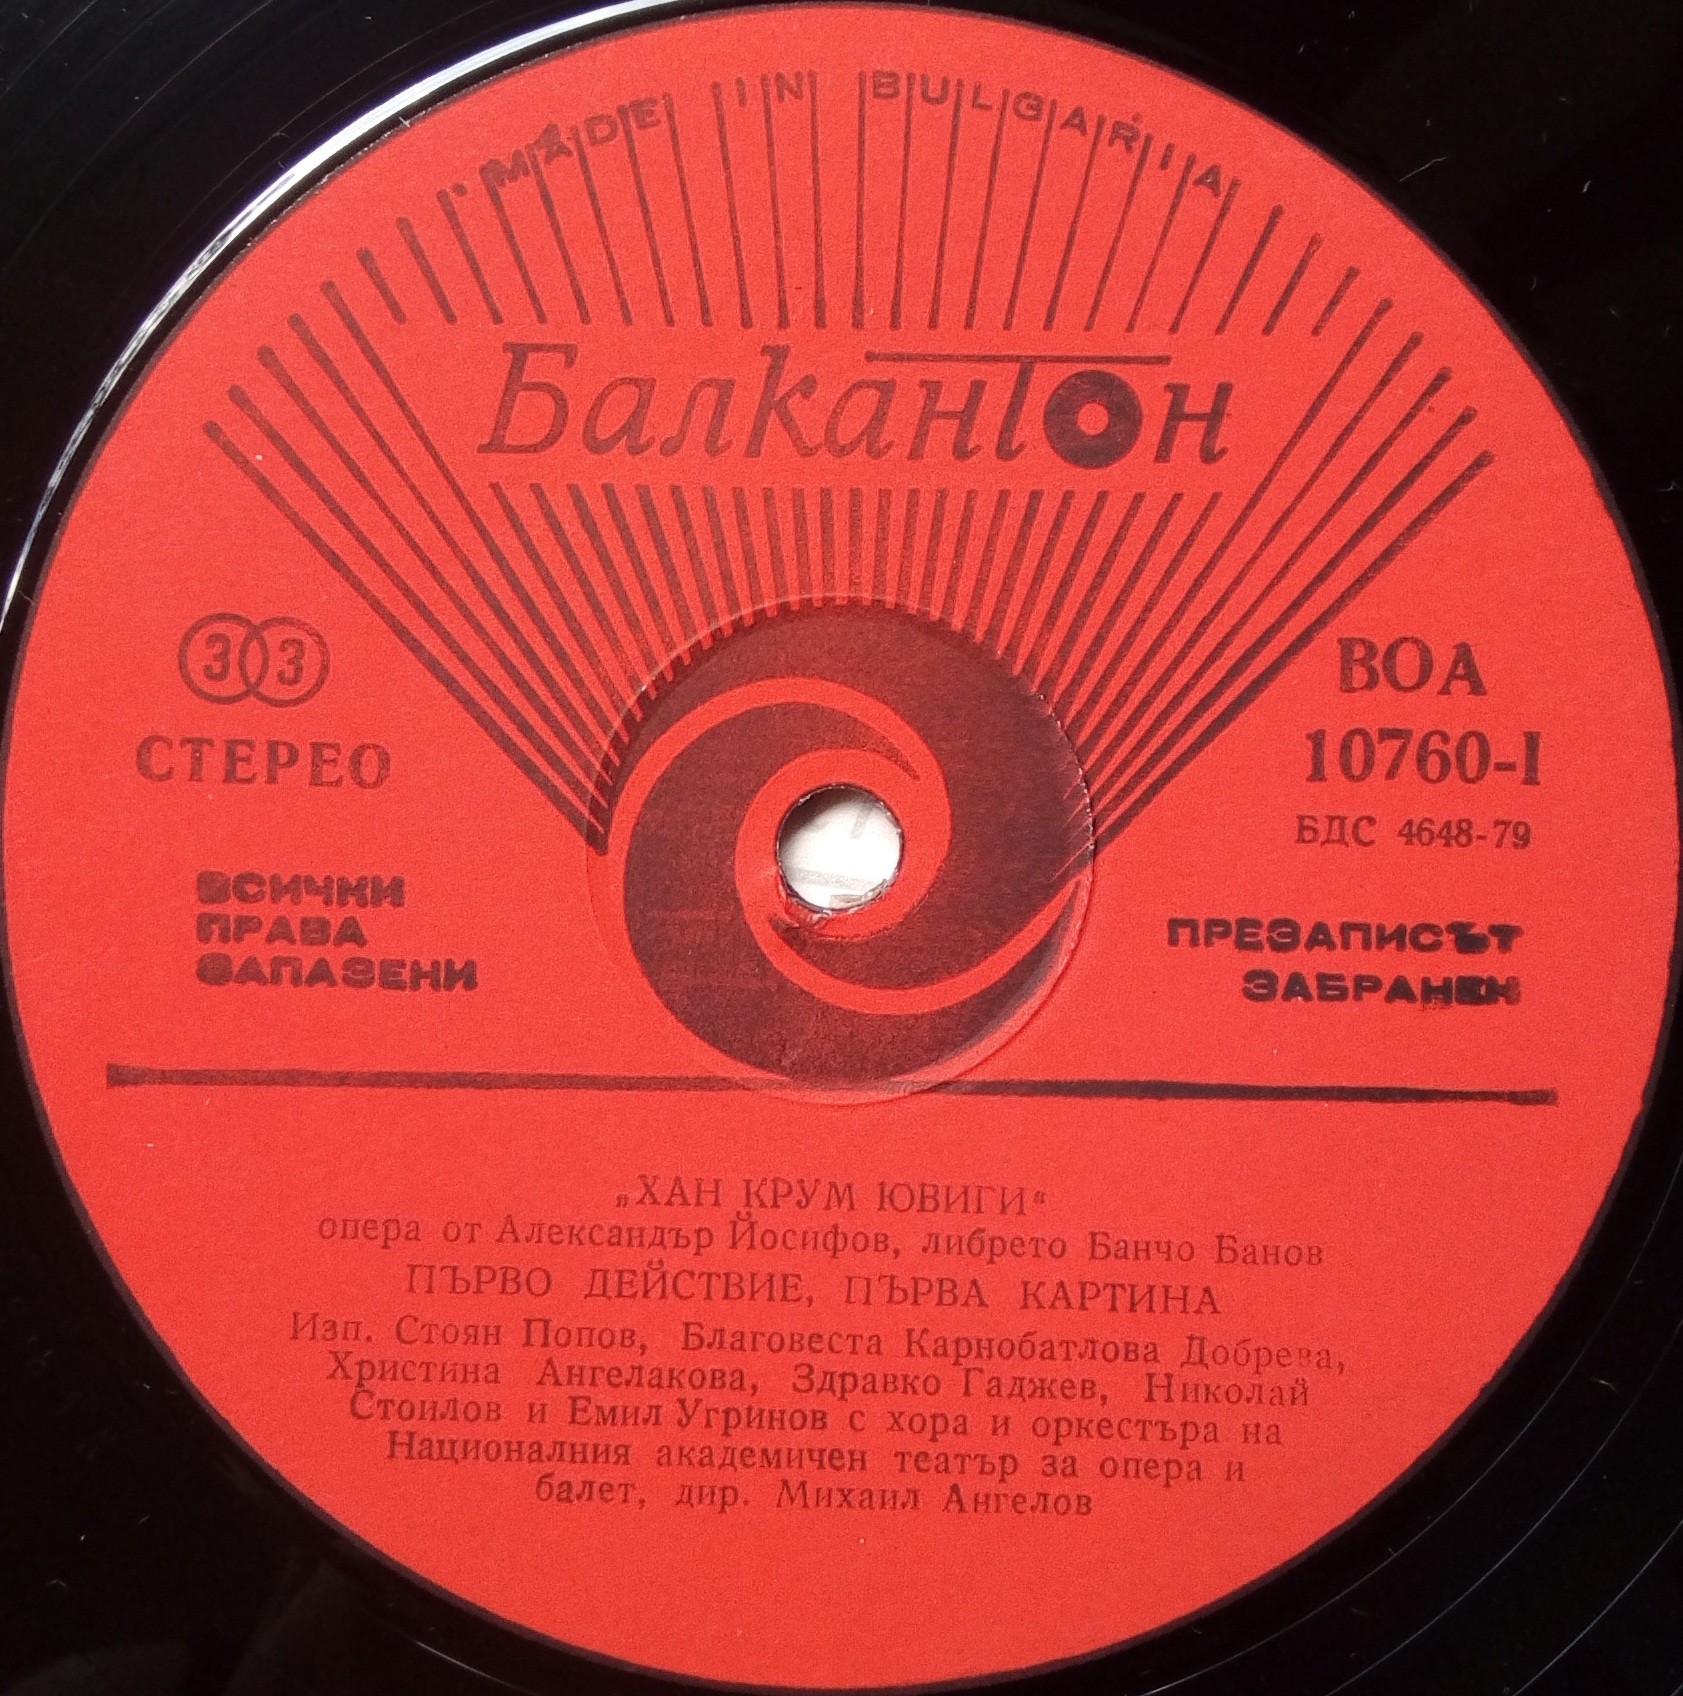 MADE IN BULGARIA
Балкантон
33
СТЕРЕО
ВОА
10760-I
БДС 4648-79
ВСИЧКИ
ПРАВА
ЗАПАЗЕНИ
ПРЕЗАПИСЪТ
ЗАБРАНЕН
„ХАН КРУМ ЮВИГИ“
опера от Александър Йосифов, либрето Банчо Банов
ПЪРВО ДЕЙСТВИЕ, ПЪРВА КАРТИНА
Изп. Стоян Попов, Благовеста Карнобатлова Добрева,
Христина Ангелакова, Здравко Гаджев, Николай
Стоилов и Емил Угринов с хора и оркестъра на
Националния академичен театър за опера и
балет, дир. Михаил Ангелов